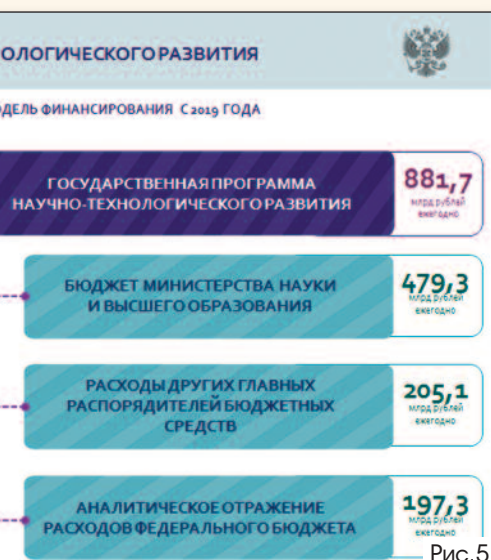 ОЛОГИЧЕСКОГО РАЗВИТИЯ
ДЕЛЬ ФИНАНСИРОВАНИЯ С 2019 ГОДА
ГОСУДАРСТВЕННАЯ ПРОГРАММА
НАУЧНО-ТЕХНОЛОГИЧЕСКОГО РАЗВИТИЯ
881,7
млрд рублей
ежегодно
БЮДЖЕТ МИНИСТЕРСТВА НАУКИ
И ВЫСШЕГО ОБРАЗОВАНИЯ
479,3
млрд рублей
ежегодно
РАСХОДЫ ДРУГИХ ГЛАВНЫХ
РАСПОРЯДИТЕЛЕЙ БЮДЖЕТНЫХ
СРЕДСТВ
205,1
млрд рублей
ежегодно
АНАЛИТИЧЕСКОЕ ОТРАЖЕНИЕ
РАСХОДОВ ФЕДЕРАЛЬНОГО БЮДЖЕТА
197,3
млрд рублей
ежегодно
Рис.5